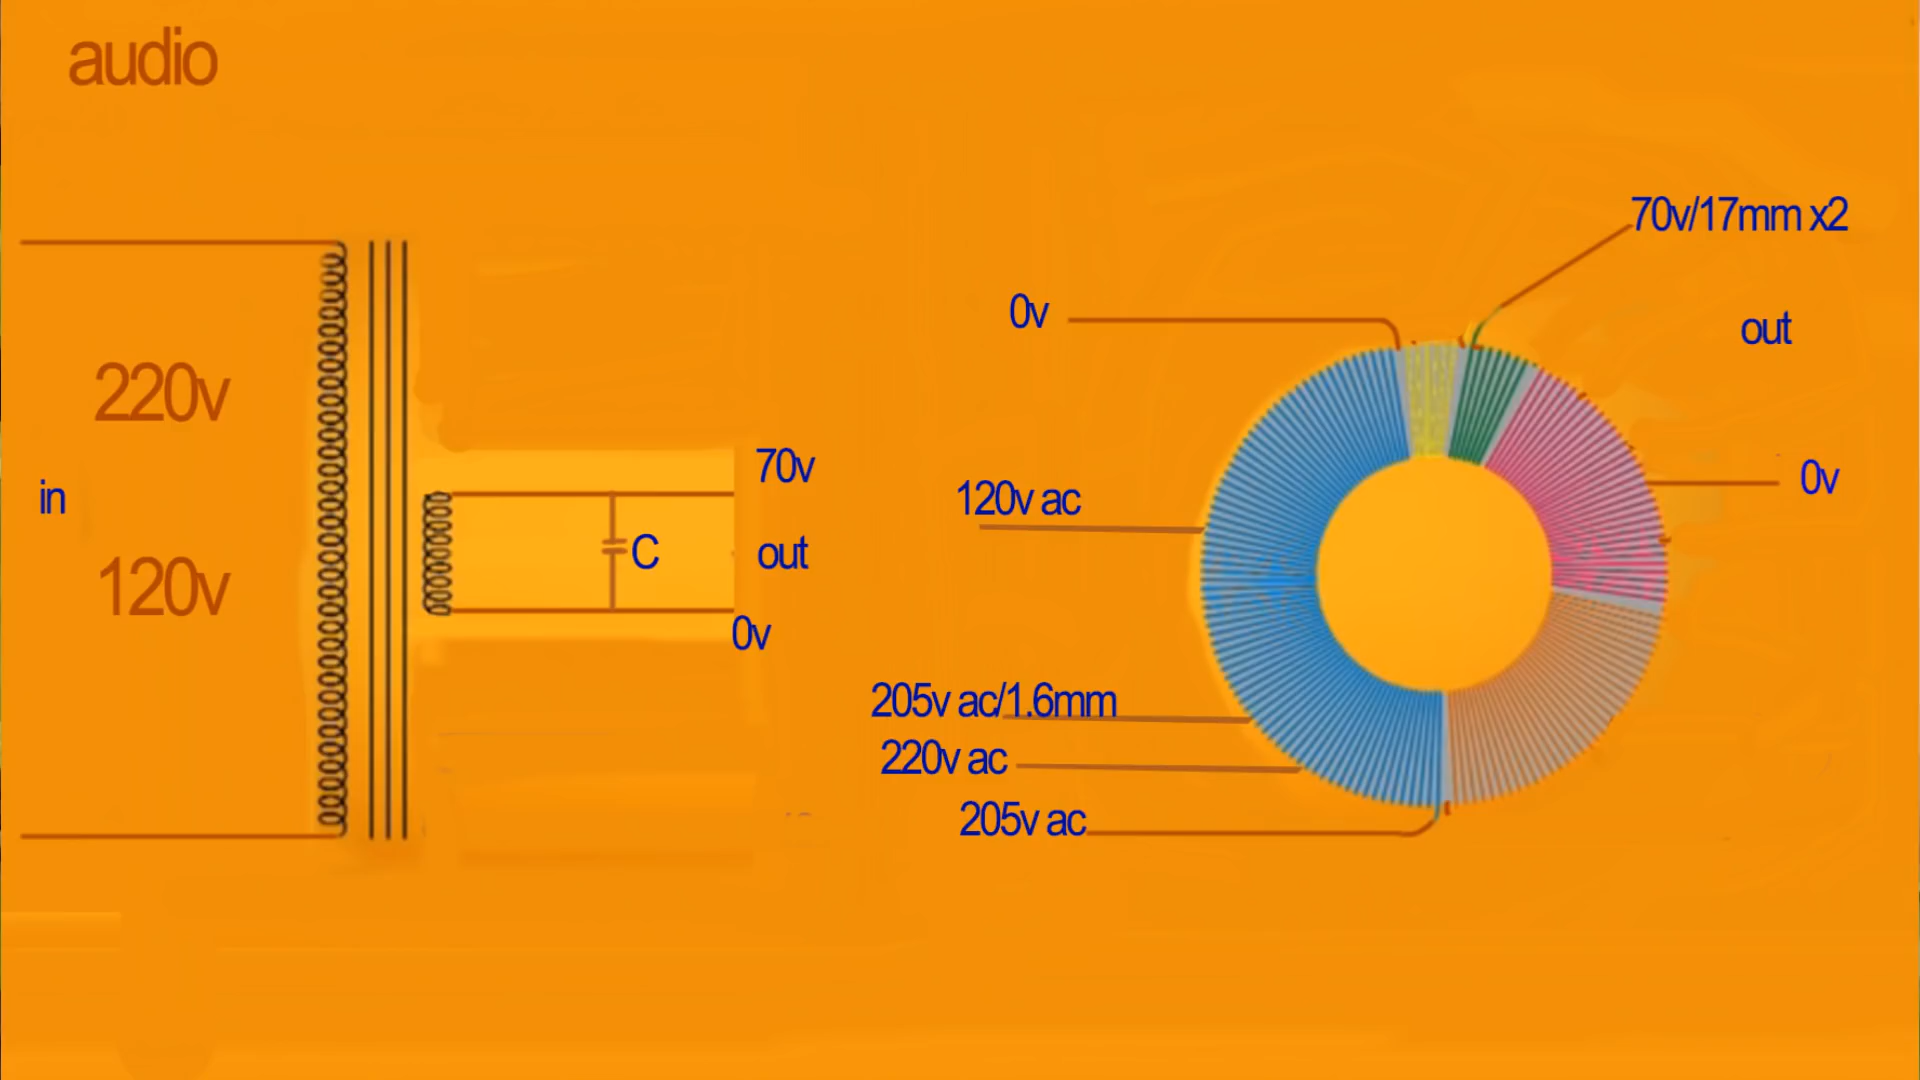 audio
220v
in
120v
70v
C
out
0v
0v
120v ac
205v ac/1.6mm
220v ac
205v ac
70v/17mm x2
out
0v